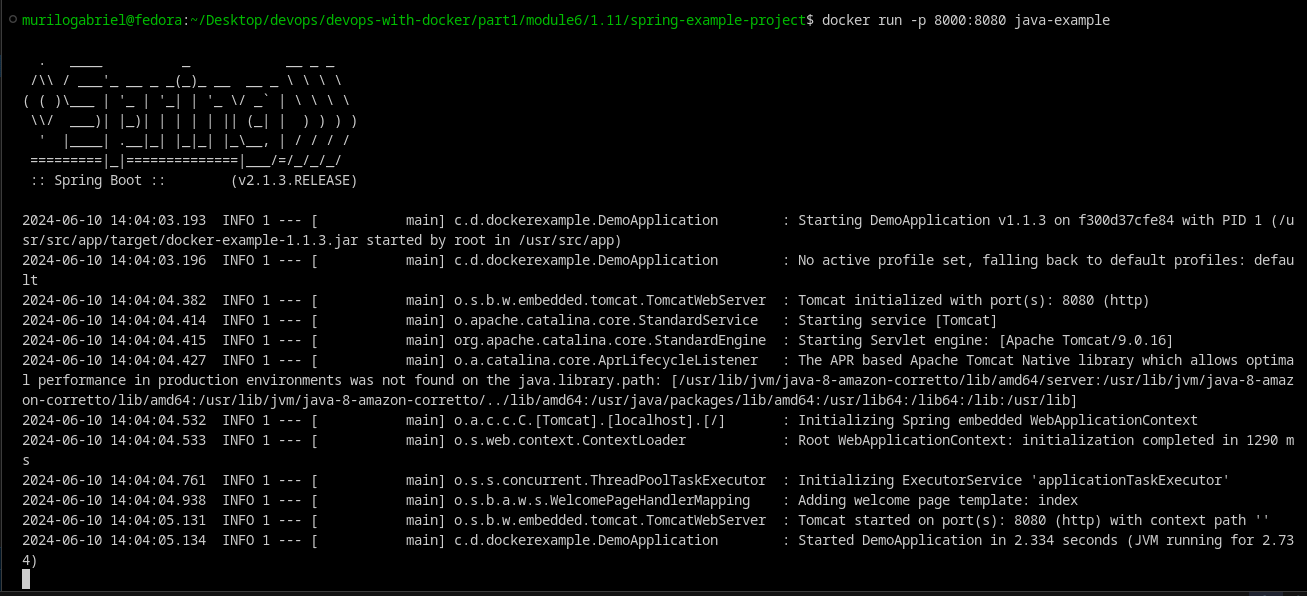 murilogabriel@fedora:~/Desktop/devops/devops-with-docker/part1/module6/1.11/spring-example-project$ docker run -p 8000:8080 java-example
  .   ____          _            __ _ _
 /\\ / ___'_ __ _ _(_)_ __  __ _ \ \ \ \
( ( )\___ | '_ | '_| | '_ \/ _` | \ \ \ \
 \\/  ___)| |_)| | | | | || (_| |  ) ) ) )
  '  |____| .__|_| |_|_| |_\__, | / / / /
 =========|_|==============|___/=/_/_/_/
 :: Spring Boot ::        (v2.1.3.RELEASE)
2024-06-10 14:04:03.193  INFO 1 --- [           main] c.d.dockerexample.DemoApplication        : Starting DemoApplication v1.1.3 on f300d37cfe84 with PID 1 (/u
sr/src/app/target/docker-example-1.1.3.jar started by root in /usr/src/app)
2024-06-10 14:04:03.196  INFO 1 --- [           main] c.d.dockerexample.DemoApplication        : No active profile set, falling back to default profiles: defau
lt
2024-06-10 14:04:04.382  INFO 1 --- [           main] o.s.b.w.embedded.tomcat.TomcatWebServer  : Tomcat initialized with port(s): 8080 (http)
2024-06-10 14:04:04.414  INFO 1 --- [           main] o.apache.catalina.core.StandardService   : Starting service [Tomcat]
2024-06-10 14:04:04.415  INFO 1 --- [           main] org.apache.catalina.core.StandardEngine  : Starting Servlet engine: [Apache Tomcat/9.0.16]
2024-06-10 14:04:04.427  INFO 1 --- [           main] o.a.catalina.core.AprLifecycleListener   : The APR based Apache Tomcat Native library which allows optima
l performance in production environments was not found on the java.library.path: [/usr/lib/jvm/java-8-amazon-corretto/lib/amd64/server:/usr/lib/jvm/java-8-amaz
on-corretto/lib/amd64:/usr/lib/jvm/java-8-amazon-corretto/../lib/amd64:/usr/java/packages/lib/amd64:/usr/lib64:/lib64:/lib:/usr/lib]
2024-06-10 14:04:04.532  INFO 1 --- [           main] o.a.c.c.C.[Tomcat].[localhost].[/]       : Initializing Spring embedded WebApplicationContext
2024-06-10 14:04:04.533  INFO 1 --- [           main] o.s.web.context.ContextLoader            : Root WebApplicationContext: initialization completed in 1290 m
s
2024-06-10 14:04:04.761  INFO 1 --- [           main] o.s.s.concurrent.ThreadPoolTaskExecutor  : Initializing ExecutorService 'applicationTaskExecutor'
2024-06-10 14:04:04.938  INFO 1 --- [           main] o.s.b.a.w.s.WelcomePageHandlerMapping    : Adding welcome page template: index
2024-06-10 14:04:05.131  INFO 1 --- [           main] o.s.b.w.embedded.tomcat.TomcatWebServer  : Tomcat started on port(s): 8080 (http) with context path ''
2024-06-10 14:04:05.134  INFO 1 --- [           main] c.d.dockerexample.DemoApplication        : Started DemoApplication in 2.334 seconds (JVM running for 2.73
4)